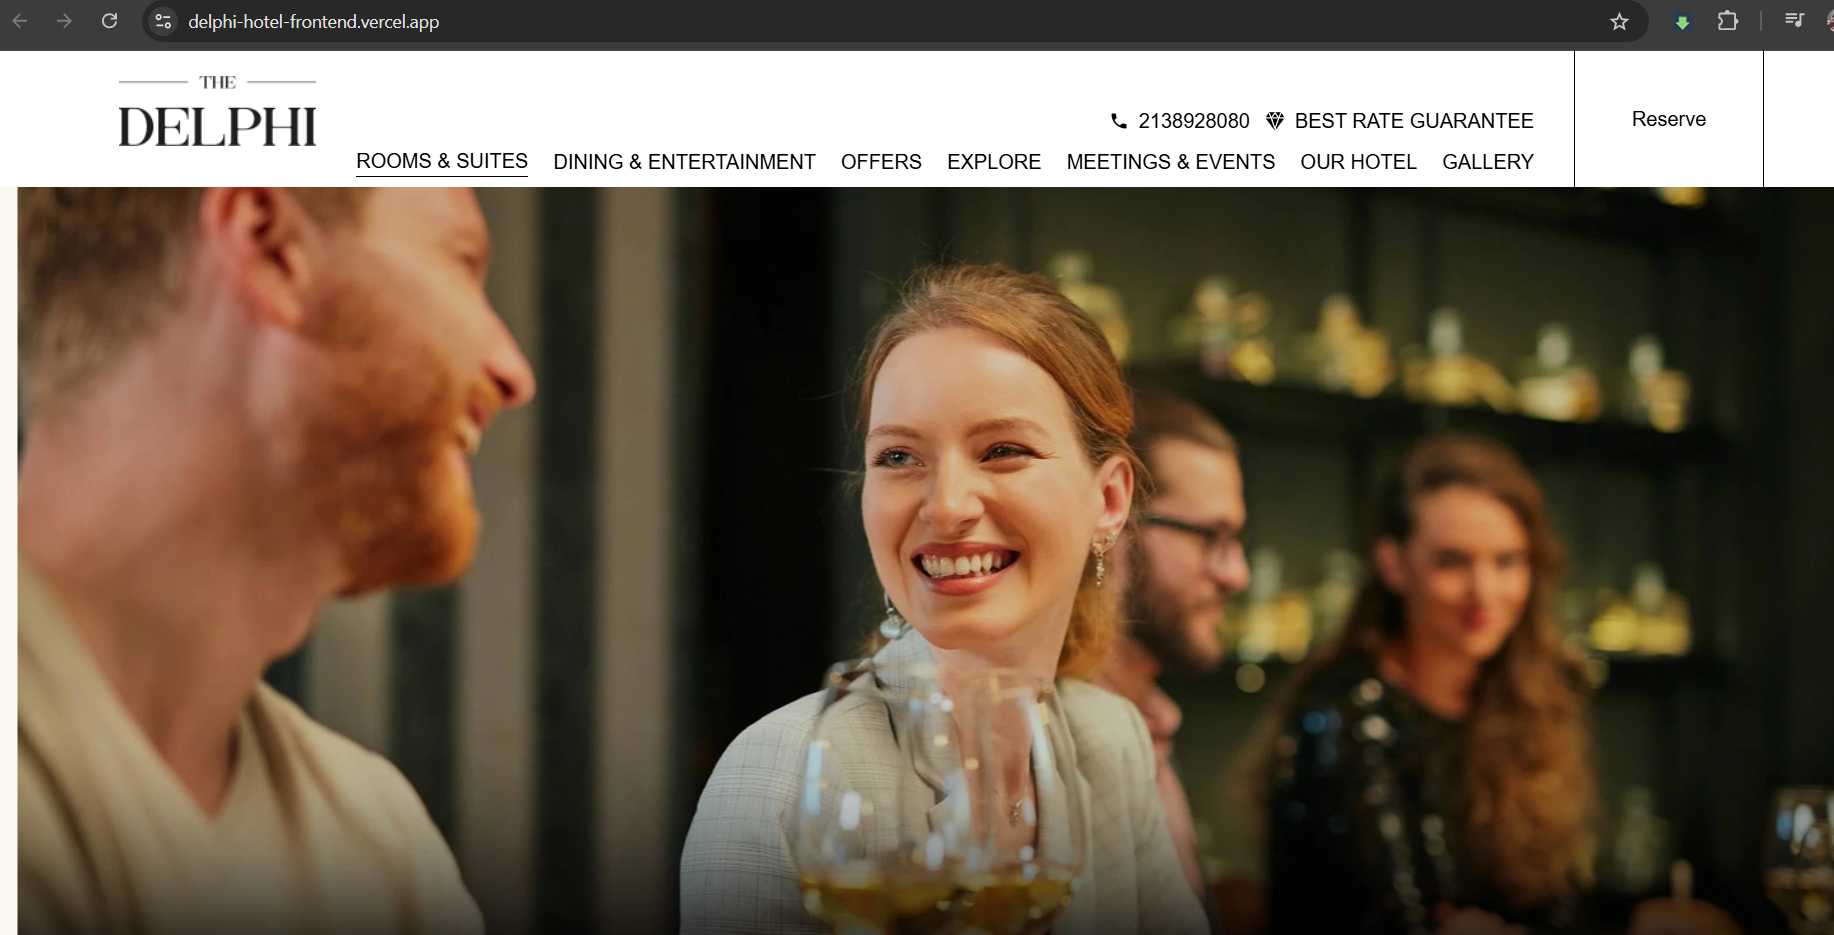 delphi-hotel-frontend.vercel.app
THE
DELPHI
2138928080 BEST RATE GUARANTEE
Reserve
ROOMS & SUITES DINING & ENTERTAINMENT OFFERS EXPLORE MEETINGS & EVENTS OUR HOTEL GALLERY